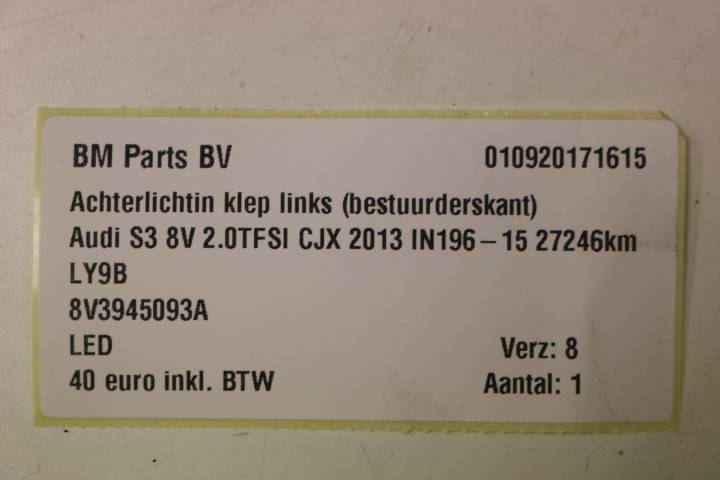 BM Parts BV 010920171615
Achterlichtin klep links (bestuurderskant)
Audi S3 8V 2.0TFSI CJX 2013 IN196-15 27246km
LY9B
8V3945093A
LED Verz: 8
40 euro inkl. BTW Aantal: 1